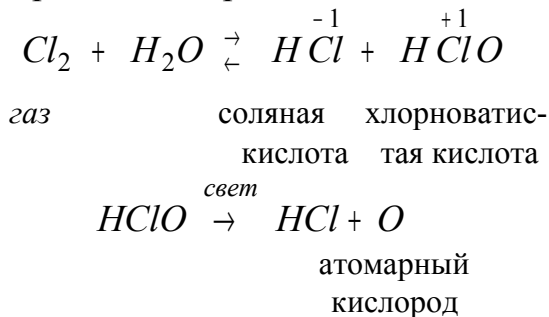 −1 +1
Cl₂ + H₂O →← HCl + HClO
газ соляная хлорноватис-
кислота тая кислота
свет
HClO → HCl + O
атомарный
кислород